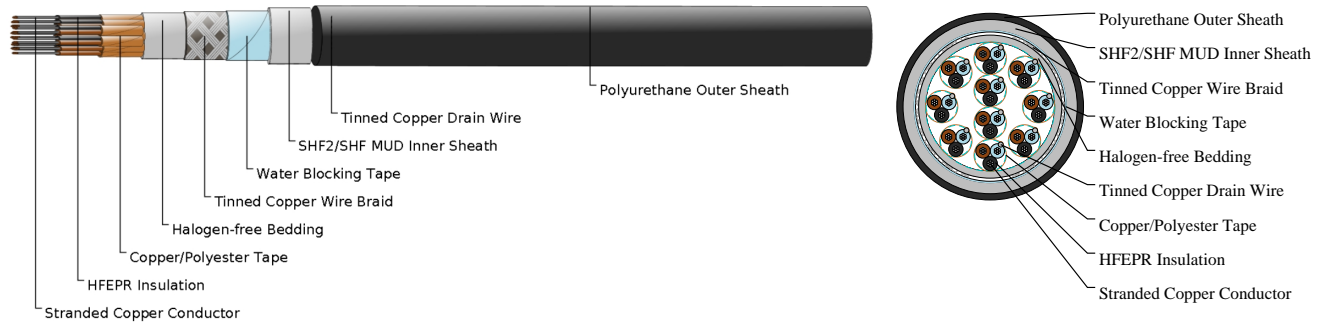 Polyurethane Outer Sheath
Tinned Copper Drain Wire
SHF2/SHF MUD Inner Sheath
Water Blocking Tape
Tinned Copper Wire Braid
Halogen-free Bedding
Copper/Polyester Tape
HFEPR Insulation
Stranded Copper Conductor
Polyurethane Outer Sheath
SHF2/SHF MUD Inner Sheath
Tinned Copper Wire Braid
Water Blocking Tape
Halogen-free Bedding
Tinned Copper Drain Wire
Copper/Polyester Tape
HFEPR Insulation
Stranded Copper Conductor